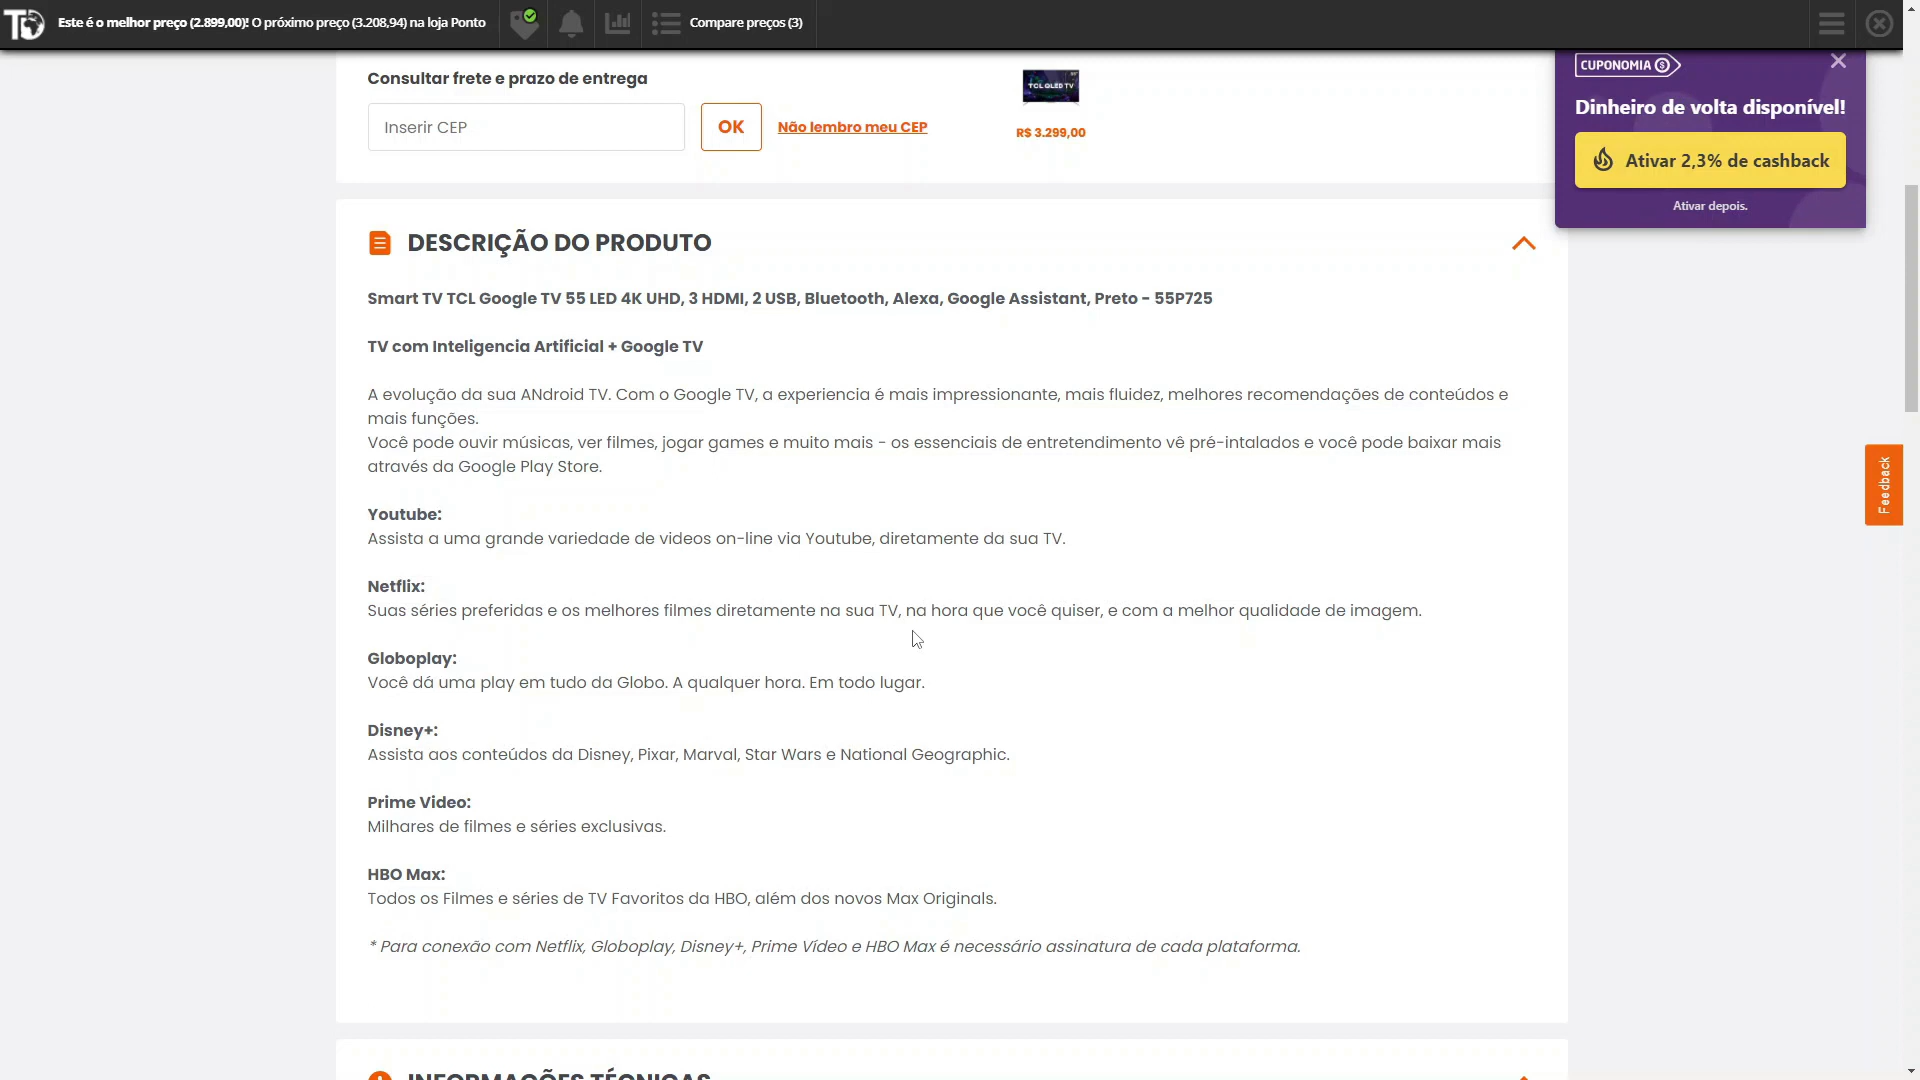 Este é o melhor preço (2.899,00)! O próximo preço (3.208,94) na loja Ponto
Compare preços (3)
Consultar frete e prazo de entrega
Inserir CEP
OK
Não lembro meu CEP
TCL QLED TV
R$ 3.299,00
CUPONOMIA
Dinheiro de volta disponível!
Ativar 2,3% de cashback
Ativar depois.
DESCRIÇÃO DO PRODUTO
Smart TV TCL Google TV 55 LED 4K UHD, 3 HDMI, 2 USB, Bluetooth, Alexa, Google Assistant, Preto - 55P725
TV com Inteligencia Artificial + Google TV
A evolução da sua ANdroid TV. Com o Google TV, a experiencia é mais impressionante, mais fluidez, melhores recomendações de conteúdos e
mais funções.
Você pode ouvir músicas, ver filmes, jogar games e muito mais - os essenciais de entretendimento vê pré-intalados e você pode baixar mais
através da Google Play Store.
Youtube:
Assista a uma grande variedade de videos on-line via Youtube, diretamente da sua TV.
Netflix:
Suas séries preferidas e os melhores filmes diretamente na sua TV, na hora que você quiser, e com a melhor qualidade de imagem.
Globoplay:
Você dá uma play em tudo da Globo. A qualquer hora. Em todo lugar.
Disney+:
Assista aos conteúdos da Disney, Pixar, Marval, Star Wars e National Geographic.
Prime Video:
Milhares de filmes e séries exclusivas.
HBO Max:
Todos os Filmes e séries de TV Favoritos da HBO, além dos novos Max Originals.
* Para conexão com Netflix, Globoplay, Disney+, Prime Vídeo e HBO Max é necessário assinatura de cada plataforma.
Feedback
INFORMAÇÕES TÉCNICAS